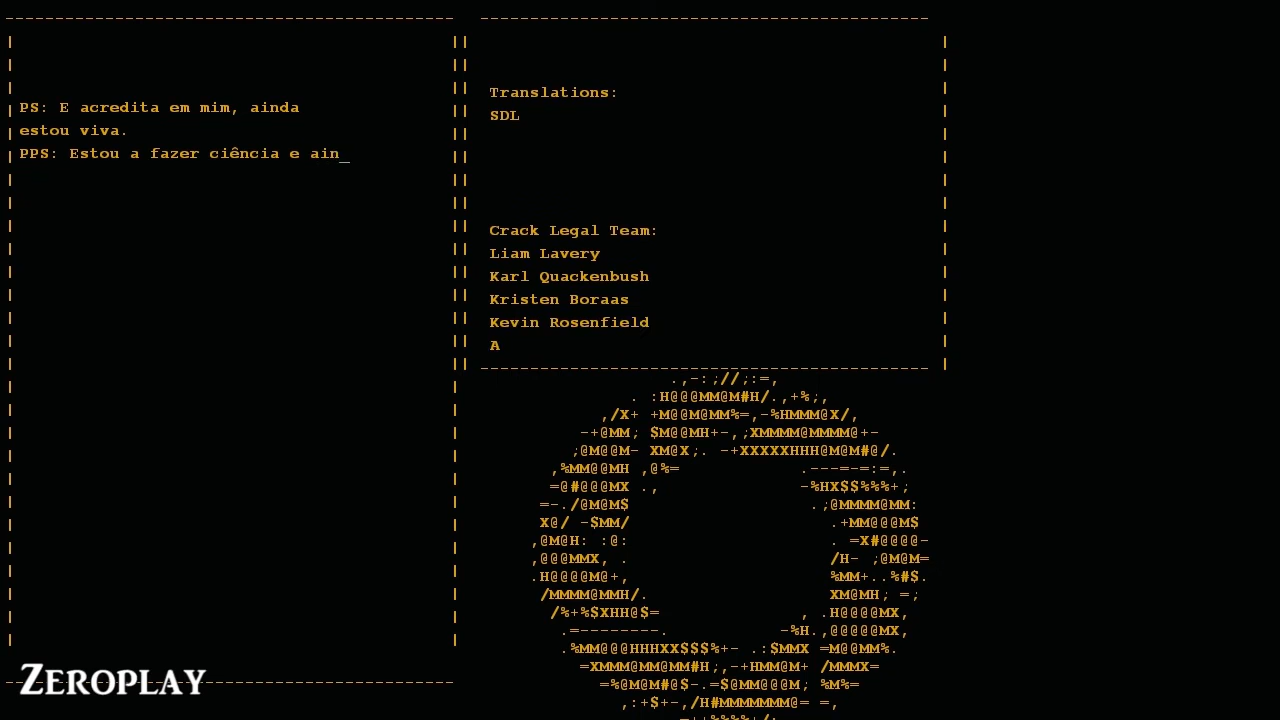 PS: E acredita em mim, ainda
estou viva.
PPS: Estou a fazer ciência e ain_
Translations:
SDL
Crack Legal Team:
Liam Lavery
Karl Quackenbush
Kristen Boraas
Kevin Rosenfield
A
ZEROPLAY